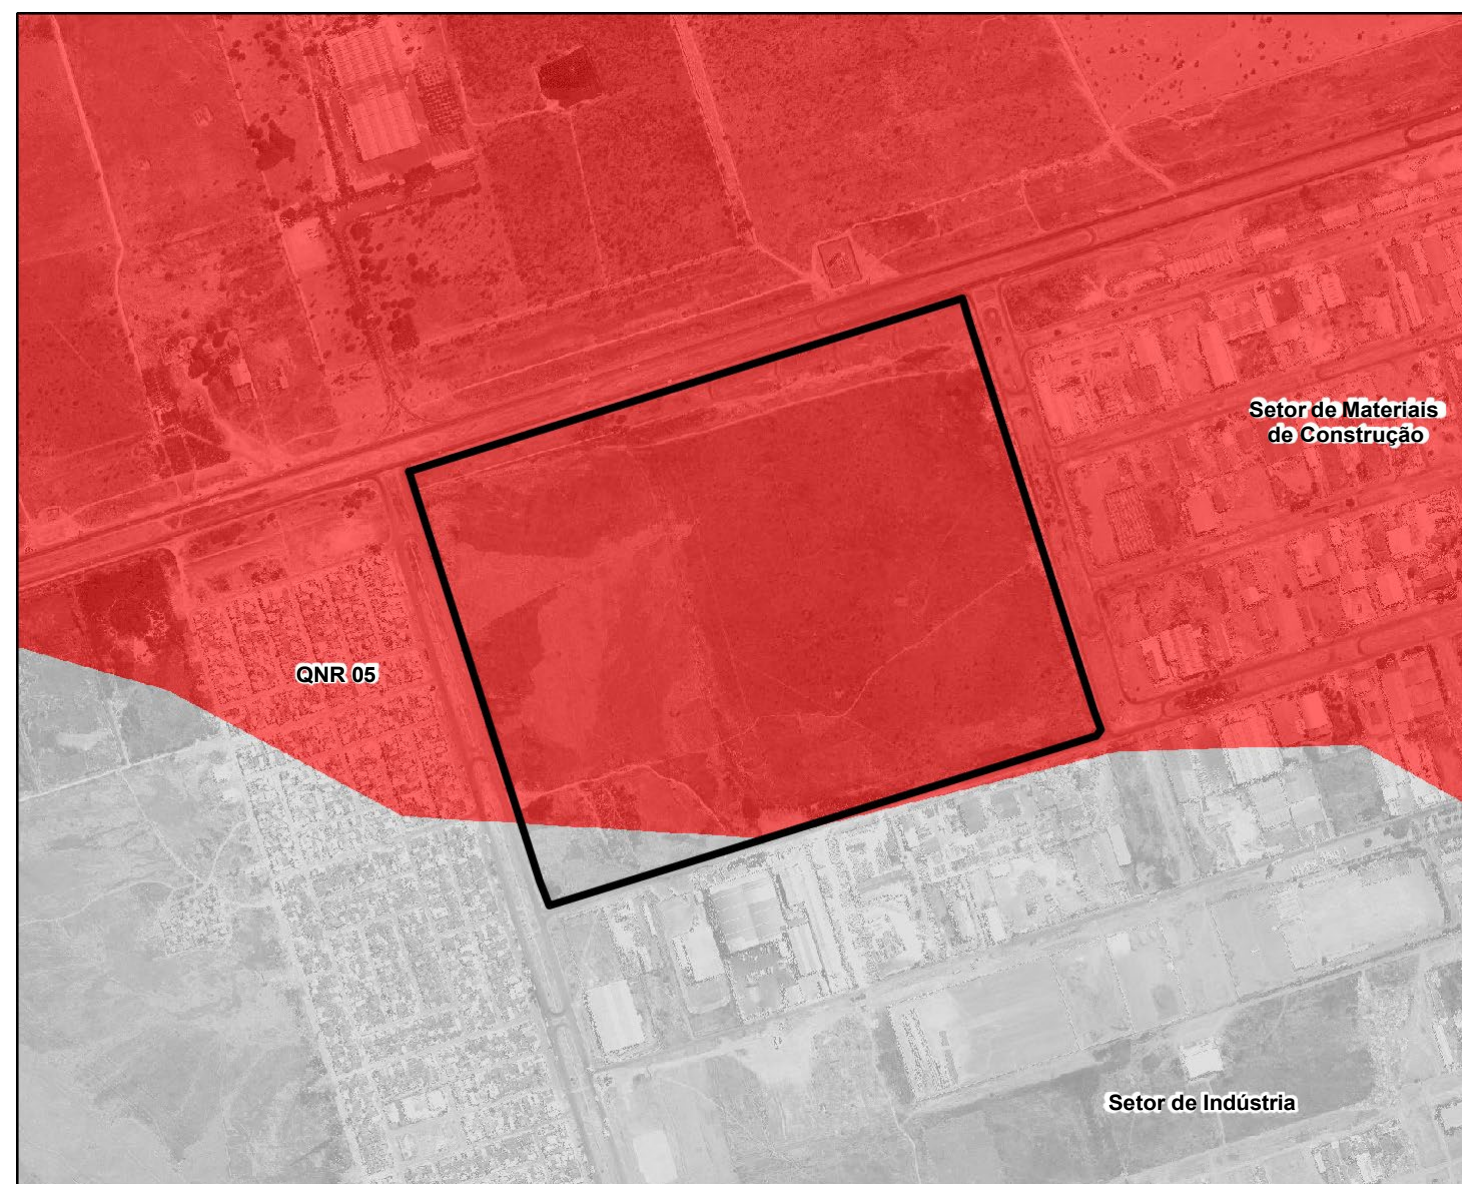 Setor de Materiais
de Construção
QNR 05
Setor de Indústria